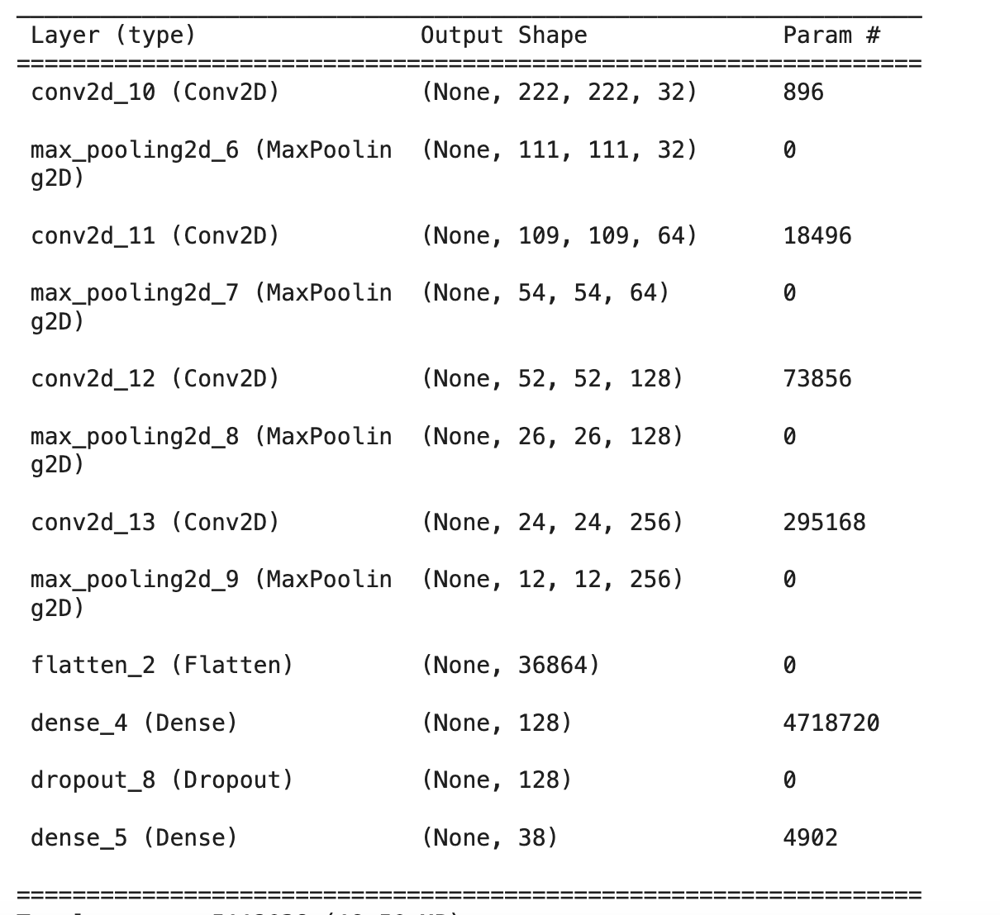 Layer (type) Output Shape Param #
=================================================================
conv2d_10 (Conv2D) (None, 222, 222, 32) 896
max_pooling2d_6 (MaxPoolin (None, 111, 111, 32) 0
g2D)
conv2d_11 (Conv2D) (None, 109, 109, 64) 18496
max_pooling2d_7 (MaxPoolin (None, 54, 54, 64) 0
g2D)
conv2d_12 (Conv2D) (None, 52, 52, 128) 73856
max_pooling2d_8 (MaxPoolin (None, 26, 26, 128) 0
g2D)
conv2d_13 (Conv2D) (None, 24, 24, 256) 295168
max_pooling2d_9 (MaxPoolin (None, 12, 12, 256) 0
g2D)
flatten_2 (Flatten) (None, 36864) 0
dense_4 (Dense) (None, 128) 4718720
dropout_8 (Dropout) (None, 128) 0
dense_5 (Dense) (None, 38) 4902
=================================================================